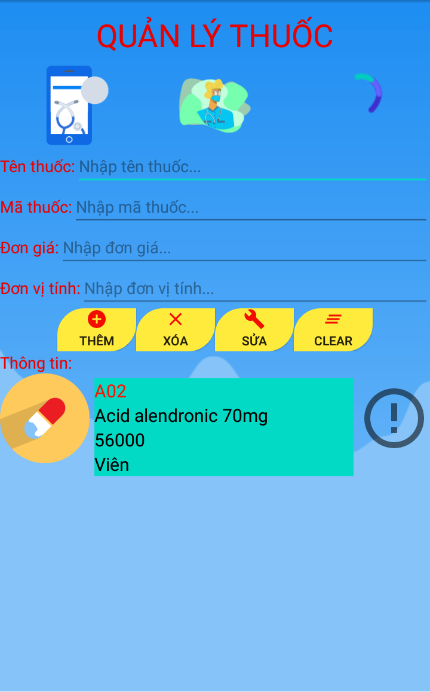 QUẢN LÝ THUỐC
Tên thuốc: Nhập tên thuốc...
Mã thuốc: Nhập mã thuốc...
Đơn giá: Nhập đơn giá...
Đơn vị tính: Nhập đơn vị tính...
THÊM XÓA SỬA CLEAR
Thông tin:
A02
Acid alendronic 70mg
56000
Viên